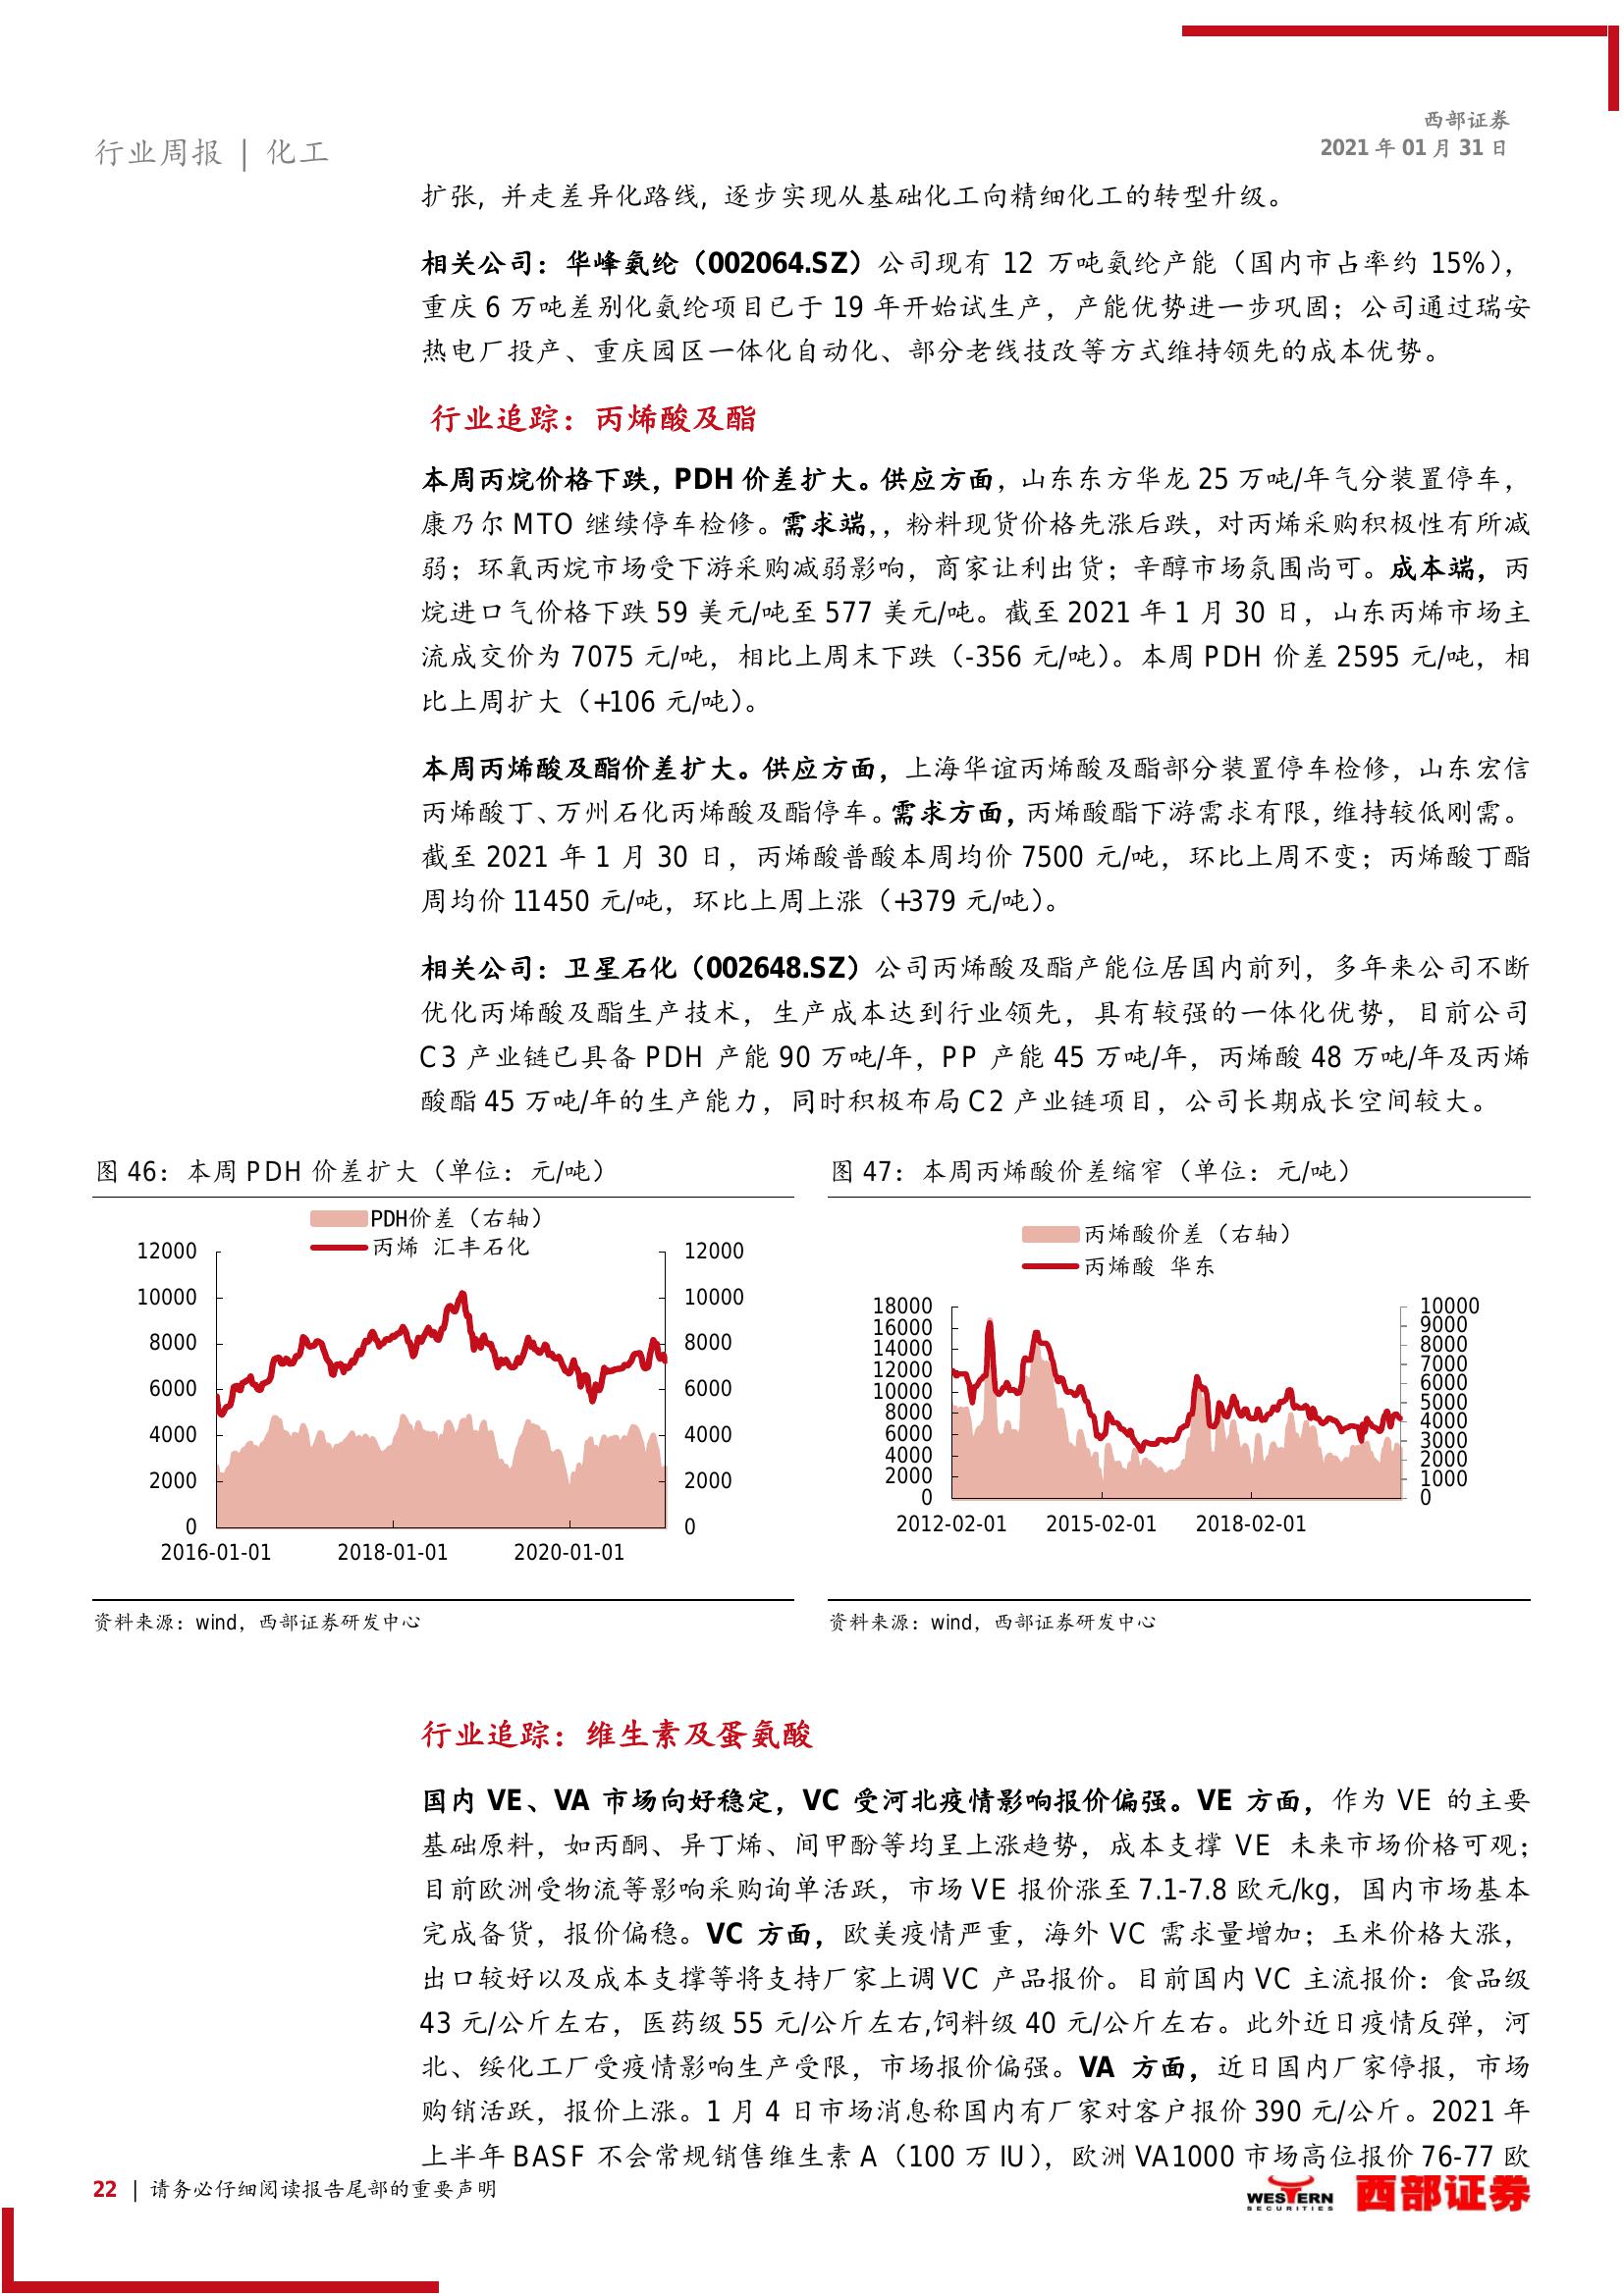 西部证券
行业周报 | 化工
2021 年 01 月 31 日
扩张，并走差异化路线，逐步实现从基础化工向精细化工的转型升级。
相关公司：华峰氨纶（002064.SZ）公司现有 12 万吨氨纶产能（国内市占率约 15%），
重庆 6 万吨差别化氨纶项目已于 19 年开始试生产，产能优势进一步巩固；公司通过瑞安
热电厂投产、重庆园区一体化自动化、部分老线技改等方式维持领先的成本优势。
行业追踪：丙烯酸及酯
本周丙烷价格下跌，PDH 价差扩大。供应方面，山东东方华龙 25 万吨/年气分装置停车，
康乃尔 MTO 继续停车检修。需求端，，粉料现货价格先涨后跌，对丙烯采购积极性有所减
弱；环氧丙烷市场受下游采购减弱影响，商家让利出货；辛醇市场氛围尚可。成本端，丙
烷进口气价格下跌 59 美元/吨至 577 美元/吨。截至 2021 年 1 月 30 日，山东丙烯市场主
流成交价为 7075 元/吨，相比上周末下跌（-356 元/吨）。本周 PDH 价差 2595 元/吨，相
比上周扩大（+106 元/吨）。
本周丙烯酸及酯价差扩大。供应方面，上海华谊丙烯酸及酯部分装置停车检修，山东宏信
丙烯酸丁、万州石化丙烯酸及酯停车。需求方面，丙烯酸酯下游需求有限，维持较低刚需。
截至 2021 年 1 月 30 日，丙烯酸普酸本周均价 7500 元/吨，环比上周不变；丙烯酸丁酯
周均价 11450 元/吨，环比上周上涨（+379 元/吨）。
相关公司：卫星石化（002648.SZ）公司丙烯酸及酯产能位居国内前列，多年来公司不断
优化丙烯酸及酯生产技术，生产成本达到行业领先，具有较强的一体化优势，目前公司
C3 产业链已具备 PDH 产能 90 万吨/年，PP 产能 45 万吨/年，丙烯酸 48 万吨/年及丙烯
酸酯 45 万吨/年的生产能力，同时积极布局 C2 产业链项目，公司长期成长空间较大。
图 46：本周 PDH 价差扩大（单位：元/吨）
PDH价差（右轴）
丙烯 汇丰石化
12000
10000
8000
6000
4000
2000
0
12000
10000
8000
6000
4000
2000
0
2016-01-01 2018-01-01 2020-01-01
资料来源：wind，西部证券研发中心
图 47：本周丙烯酸价差缩窄（单位：元/吨）
丙烯酸价差（右轴）
丙烯酸 华东
18000
16000
14000
12000
10000
8000
6000
4000
2000
0
10000
9000
8000
7000
6000
5000
4000
3000
2000
1000
0
2012-02-01 2015-02-01 2018-02-01
资料来源：wind，西部证券研发中心
行业追踪：维生素及蛋氨酸
国内 VE、VA 市场向好稳定，VC 受河北疫情影响报价偏强。VE 方面，作为 VE 的主要
基础原料，如丙酮、异丁烯、间甲酚等均呈上涨趋势，成本支撑 VE 未来市场价格可观；
目前欧洲受物流等影响采购询单活跃，市场 VE 报价涨至 7.1-7.8 欧元/kg，国内市场基本
完成备货，报价偏稳。VC 方面，欧美疫情严重，海外 VC 需求量增加；玉米价格大涨，
出口较好以及成本支撑等将支持厂家上调 VC 产品报价。目前国内 VC 主流报价：食品级
43 元/公斤左右，医药级 55 元/公斤左右,饲料级 40 元/公斤左右。此外近日疫情反弹，河
北、绥化工厂受疫情影响生产受限，市场报价偏强。VA 方面，近日国内厂家停报，市场
购销活跃，报价上涨。1 月 4 日市场消息称国内有厂家对客户报价 390 元/公斤。2021 年
上半年 BASF 不会常规销售维生素 A（100 万 IU），欧洲 VA1000 市场高位报价 76-77 欧
22 | 请务必仔细阅读报告尾部的重要声明
WESTERN
SECURITIES
西部证券